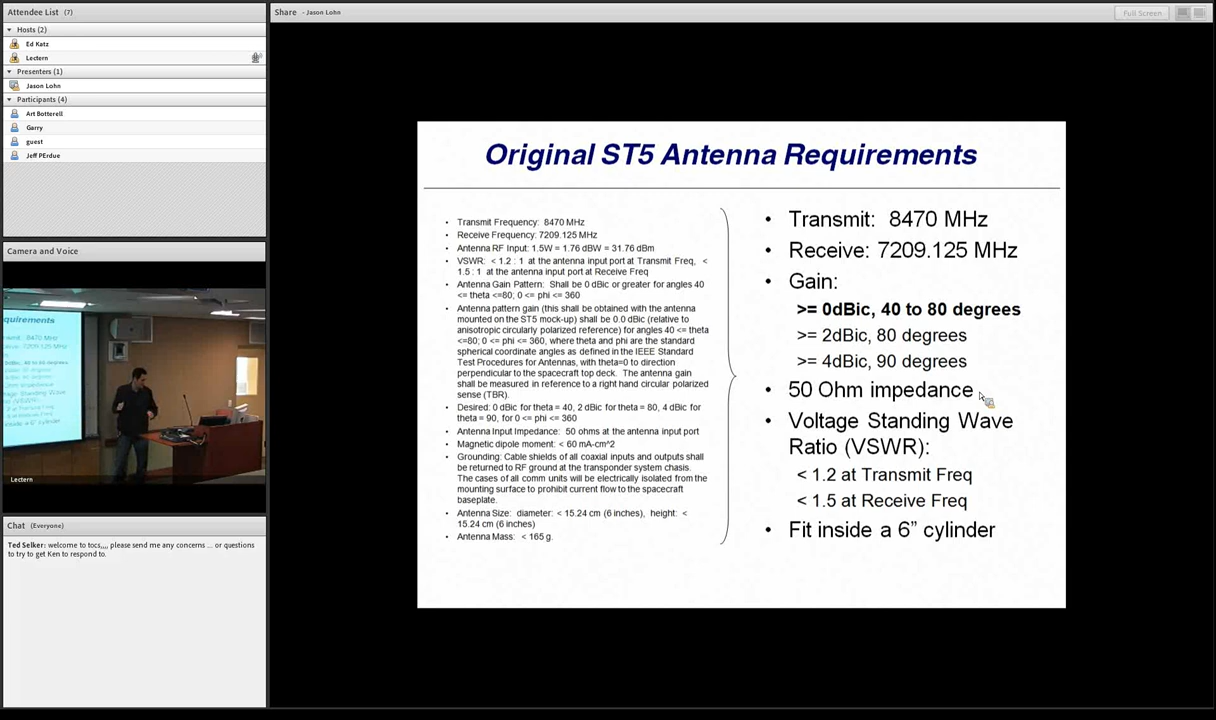 Attendee List (7)
Hosts (2)
Ed Katz
Lectern
Presenters (1)
Jason Lohn
Participants (4)
Art Botterell
Garry
guest
Jeff PErdue
Camera and Voice
quirements
Lectern
Chat (Everyone)
Ted Selker: welcome to tocs,,,, please send me any concerns ... or questions
to try to get Ken to respond to.
Share - Jason Lohn
Full Screen
Original ST5 Antenna Requirements
• Transmit Frequency: 8470 MHz
• Receive Frequency: 7209.125 MHz
• Antenna RF Input: 1.5W = 1.76 dBW = 31.76 dBm
• VSWR: < 1.2 : 1 at the antenna input port at Transmit Freq, <
1.5 : 1 at the antenna input port at Receive Freq
• Antenna Gain Pattern: Shall be 0 dBic or greater for angles 40
<= theta <=80; 0 <= phi <= 360
• Antenna pattern gain (this shall be obtained with the antenna
mounted on the ST5 mock-up) shall be 0.0 dBic (relative to
anisotropic circularly polarized reference) for angles 40 <= theta
<=80; 0 <= phi <= 360, where theta and phi are the standard
spherical coordinate angles as defined in the IEEE Standard
Test Procedures for Antennas, with theta=0 to direction
perpendicular to the spacecraft top deck. The antenna gain
shall be measured in reference to a right hand circular polarized
sense (TBR).
• Desired: 0 dBic for theta = 40, 2 dBic for theta = 80, 4 dBic for
theta = 90, for 0 <= phi <= 360
• Antenna Input Impedance: 50 ohms at the antenna input port
• Magnetic dipole moment: < 60 mA-cm^2
• Grounding: Cable shields of all coaxial inputs and outputs shall
be returned to RF ground at the transponder system chasis.
The cases of all comm units will be electrically isolated from the
mounting surface to prohibit current flow to the spacecraft
baseplate.
• Antenna Size: diameter: < 15.24 cm (6 inches), height: <
15.24 cm (6 inches)
• Antenna Mass: < 165 g.
• Transmit: 8470 MHz
• Receive: 7209.125 MHz
• Gain:
>= 0dBic, 40 to 80 degrees
>= 2dBic, 80 degrees
>= 4dBic, 90 degrees
• 50 Ohm impedance
• Voltage Standing Wave
Ratio (VSWR):
< 1.2 at Transmit Freq
< 1.5 at Receive Freq
• Fit inside a 6” cylinder